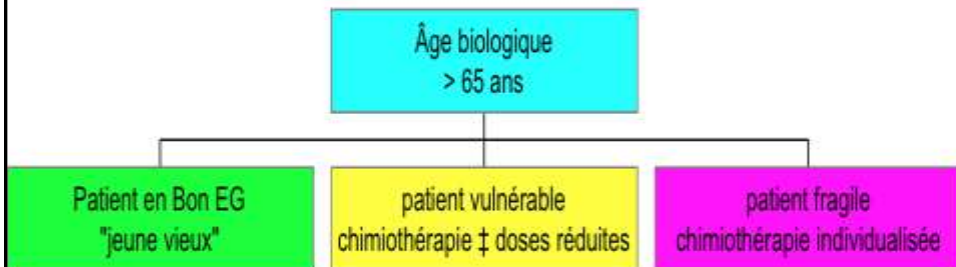 Âge biologique
> 65 ans
Patient en Bon EG
"jeune vieux"
patient vulnérable
chimiothérapie ‡ doses réduites
patient fragile
chimiothérapie individualisée